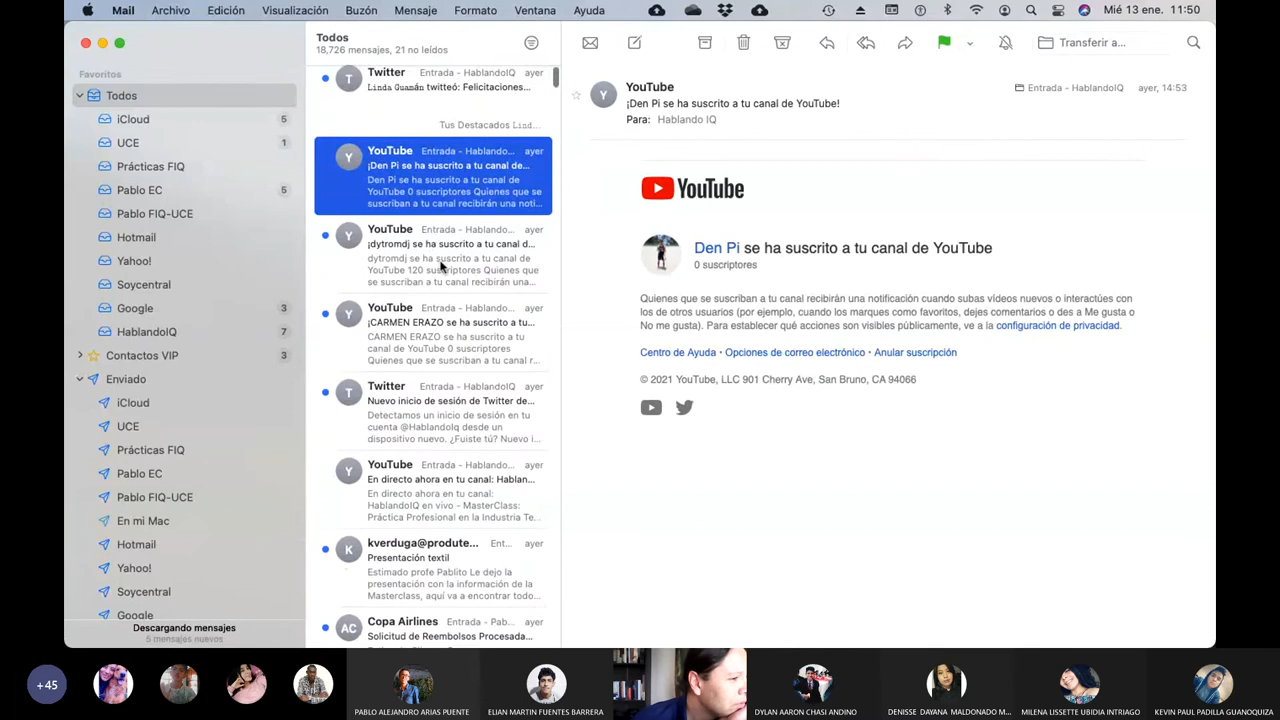 Mail Archivo Edición Visualización Buzón Mensaje Formato Ventana Ayuda Mié 13 ene. 11:50
Favoritos
Todos
iCloud 5
UCE 1
Prácticas FIQ
Pablo EC 5
Pablo FIQ-UCE
Hotmail
Yahoo!
Soycentral
Google 3
HablandoIQ 7
Contactos VIP 3
Enviado
iCloud
UCE
Prácticas FIQ
Pablo EC
Pablo FIQ-UCE
En mi Mac
Hotmail
Yahoo!
Soycentral
Google
Descargando mensajes
5 mensajes nuevos
Todos
18,726 mensajes, 21 no leídos
T Twitter Entrada - HablandoIQ ayer
Linda Guamán twitteó: Felicitaciones...
Tus Destacados Lind...
Y YouTube Entrada - Hablando... ayer
¡Den Pi se ha suscrito a tu canal de...
Den Pi se ha suscrito a tu canal de
YouTube 0 suscriptores Quienes que se
suscriban a tu canal recibirán una noti...
Y YouTube Entrada - Hablando... ayer
¡dytromdj se ha suscrito a tu canal d...
dytromdj se ha suscrito a tu canal de
YouTube 120 suscriptores Quienes que
se suscriban a tu canal recibirán una...
Y YouTube Entrada - Hablando... ayer
¡CARMEN ERAZO se ha suscrito a tu...
CARMEN ERAZO se ha suscrito a tu
canal de YouTube 0 suscriptores
Quienes que se suscriban a tu canal r...
T Twitter Entrada - HablandoIQ ayer
Nuevo inicio de sesión de Twitter de...
Detectamos un inicio de sesión en tu
cuenta @HablandoIq desde un
dispositivo nuevo. ¿Fuiste tú? Nuevo i...
Y YouTube Entrada - Hablando... ayer
En directo ahora en tu canal: Hablan...
En directo ahora en tu canal:
HablandoIQ en vivo - MasterClass:
Práctica Profesional en la Industria Te...
K kverduga@produte... Ent... ayer
Presentación textil
Estimado profe Pablito Le dejo la
presentación con la información de la
Masterclass, aquí va a encontrar todo...
AC Copa Airlines Entrada - Pab... ayer
Solicitud de Reembolsos Procesada...
Transferir a...
Y YouTube Entrada - HablandoIQ ayer, 14:53
¡Den Pi se ha suscrito a tu canal de YouTube!
Para: Hablando IQ
YouTube
Den Pi se ha suscrito a tu canal de YouTube
0 suscriptores
Quienes que se suscriban a tu canal recibirán una notificación cuando subas vídeos nuevos o interactúes con
los de otros usuarios (por ejemplo, cuando los marques como favoritos, dejes comentarios o des a Me gusta o
No me gusta). Para establecer qué acciones son visibles públicamente, ve a la configuración de privacidad.
Centro de Ayuda • Opciones de correo electrónico • Anular suscripción
© 2021 YouTube, LLC 901 Cherry Ave, San Bruno, CA 94066
+45
PABLO ALEJANDRO ARIAS PUENTE
ELIAN MARTIN FUENTES BARRERA
DYLAN AARON CHASI ANDINO
DENISSE DAYANA MALDONADO M...
MILENA LISSETTE UBIDIA INTRIAGO
KEVIN PAUL PADILLA GUANOQUIZA